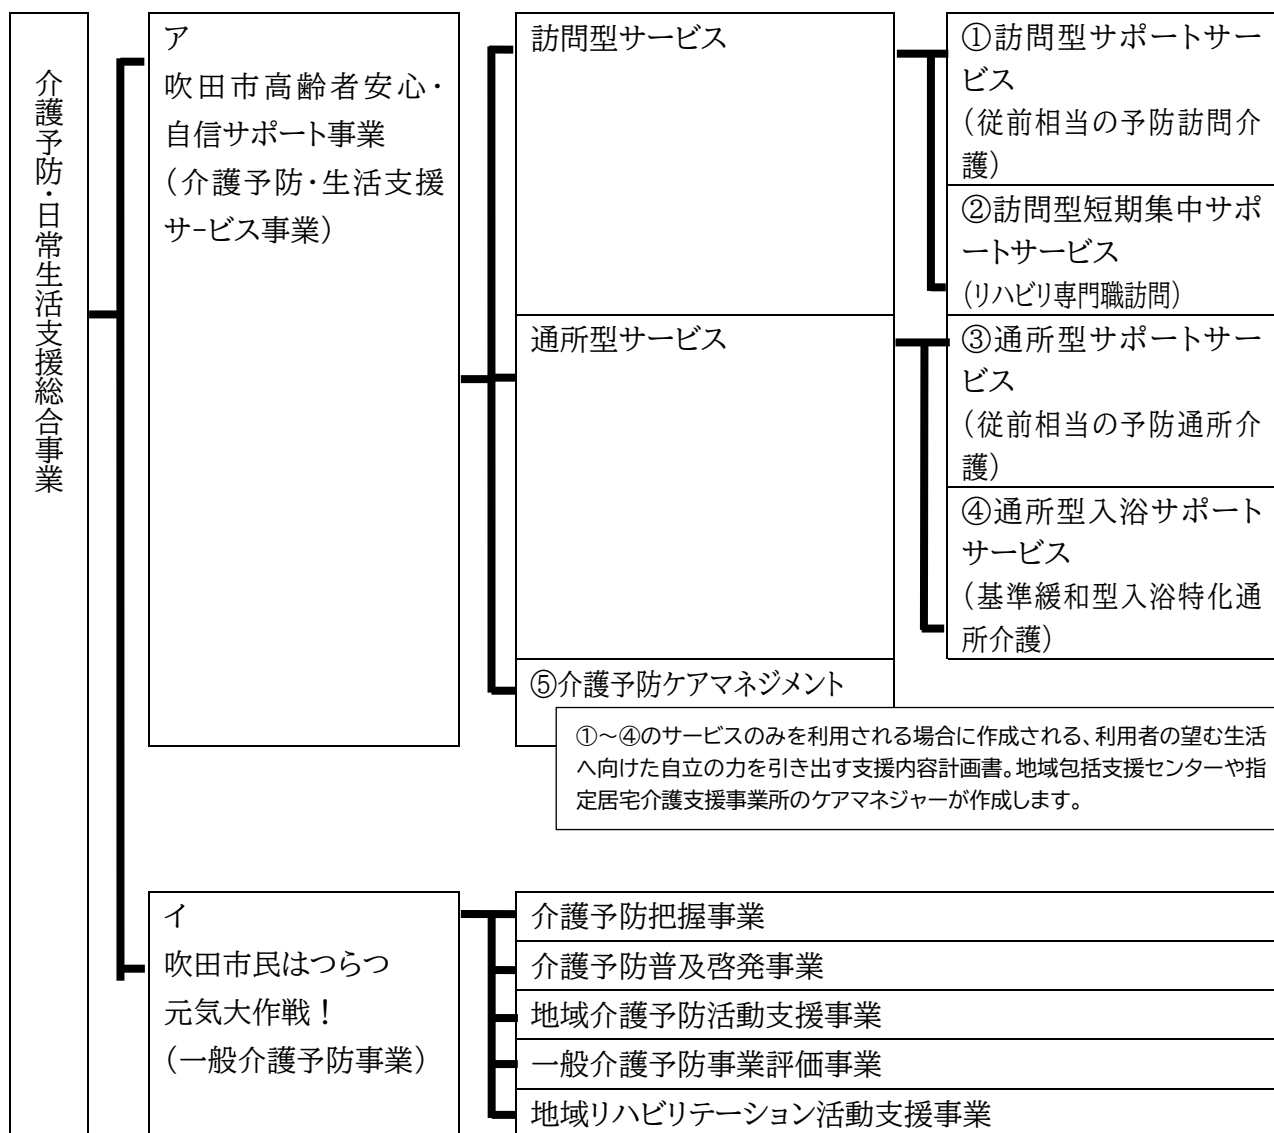 介護予防・日常生活支援総合事業
ア
吹田市高齢者安心・
自信サポート事業
(介護予防・生活支援
サービス事業)
訪問型サービス
①訪問型サポートサー
ビス
(従前相当の予防訪問介
護)
②訪問型短期集中サポ
ートサービス
(リハビリ専門職訪問)
通所型サービス
③通所型サポートサー
ビス
(従前相当の予防通所介
護)
④通所型入浴サポート
サービス
(基準緩和型入浴特化通
所介護)
⑤介護予防ケアマネジメント
①～④のサービスのみを利用される場合に作成される、利用者の望む生活
へ向けた自立の力を引き出す支援内容計画書。地域包括支援センターや指
定居宅介護支援事業所のケアマネジャーが作成します。
イ
吹田市民はつらつ
元気大作戦！
(一般介護予防事業)
介護予防把握事業
介護予防普及啓発事業
地域介護予防活動支援事業
一般介護予防事業評価事業
地域リハビリテーション活動支援事業